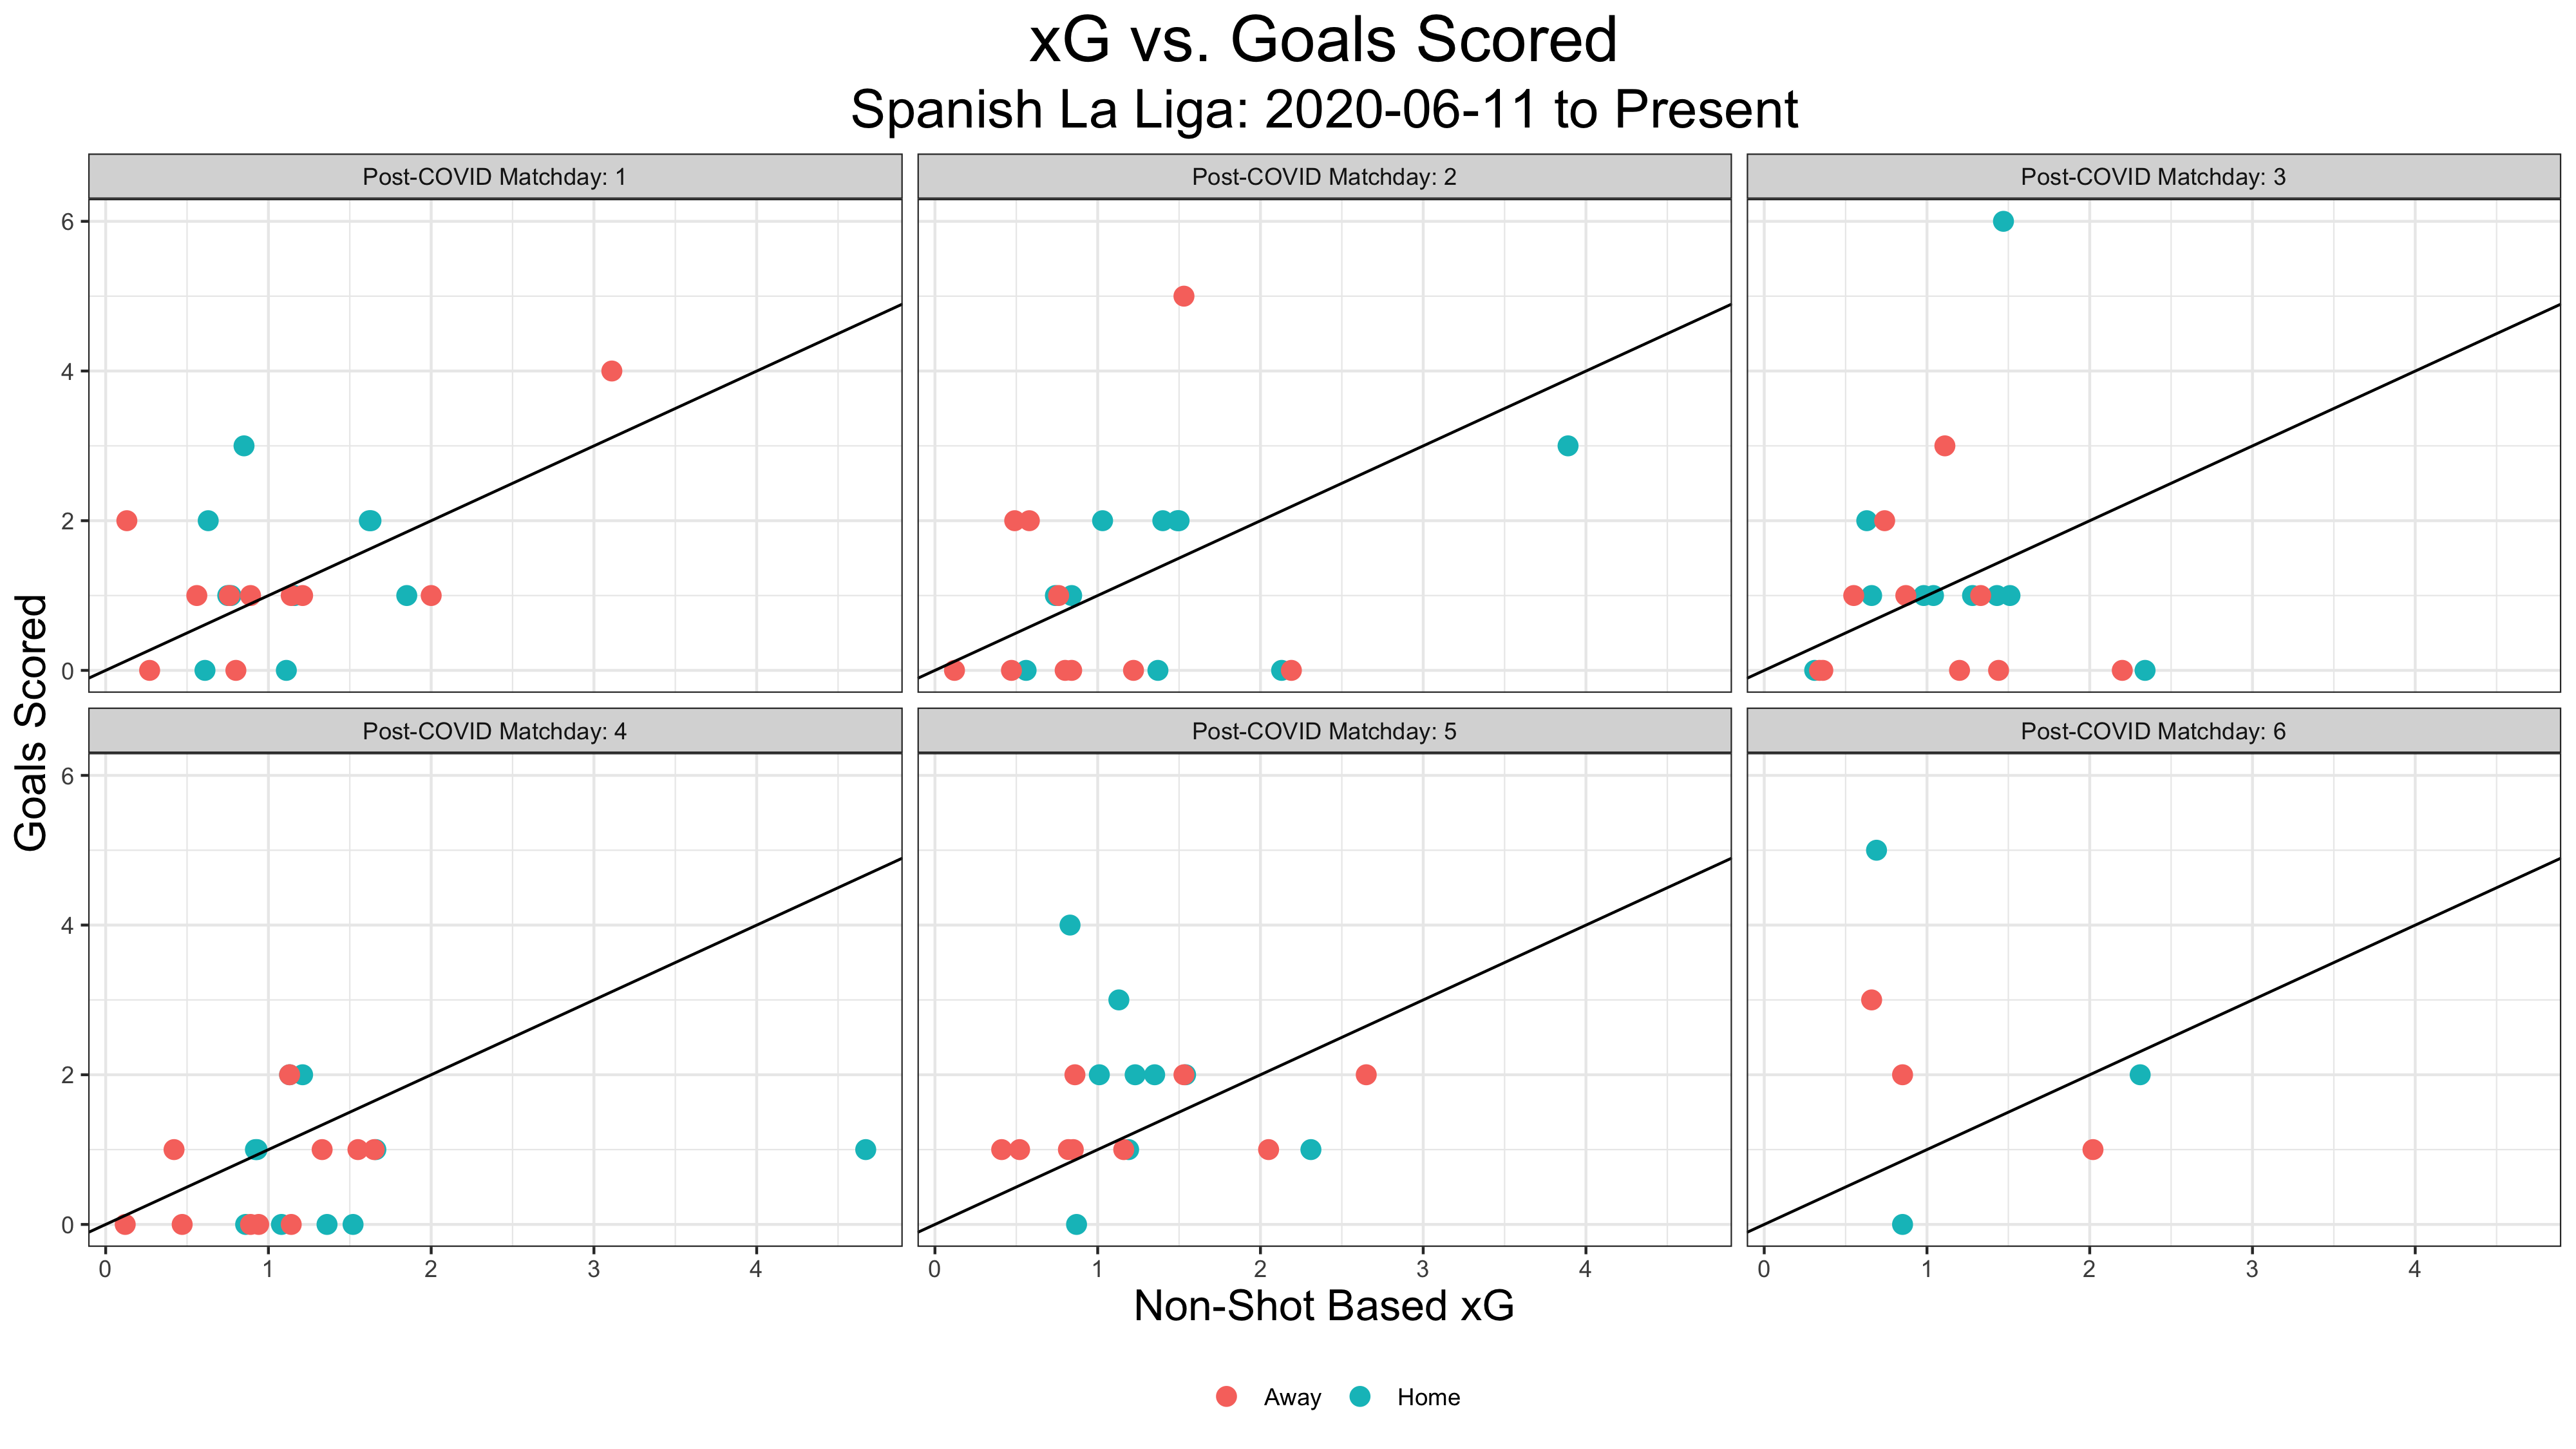 xG vs. Goals Scored
Spanish La Liga: 2020-06-11 to Present
Post-COVID Matchday: 1
Post-COVID Matchday: 2
Post-COVID Matchday: 3
6
4
2
0
Post-COVID Matchday: 4
Post-COVID Matchday: 5
Post-COVID Matchday: 6
6
4
2
0
Goals Scored
0 1 2 3 4
0 1 2 3 4
0 1 2 3 4
Non-Shot Based xG
Away Home